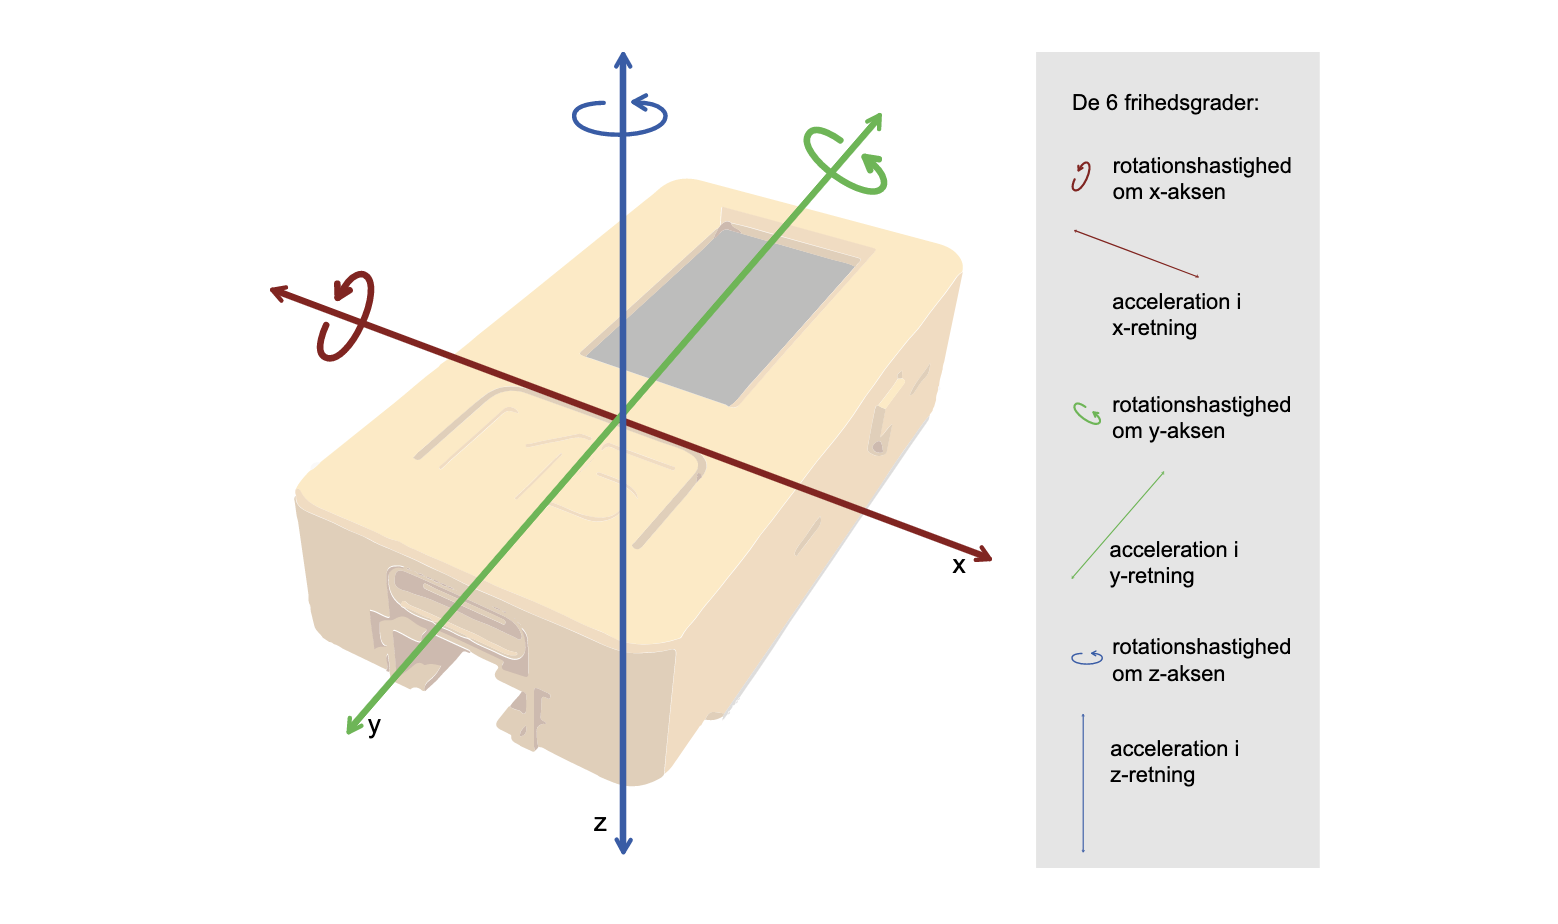 x
y
z
De 6 frihedsgrader:
rotationshastighed
om x-aksen
acceleration i
x-retning
rotationshastighed
om y-aksen
acceleration i
y-retning
rotationshastighed
om z-aksen
acceleration i
z-retning